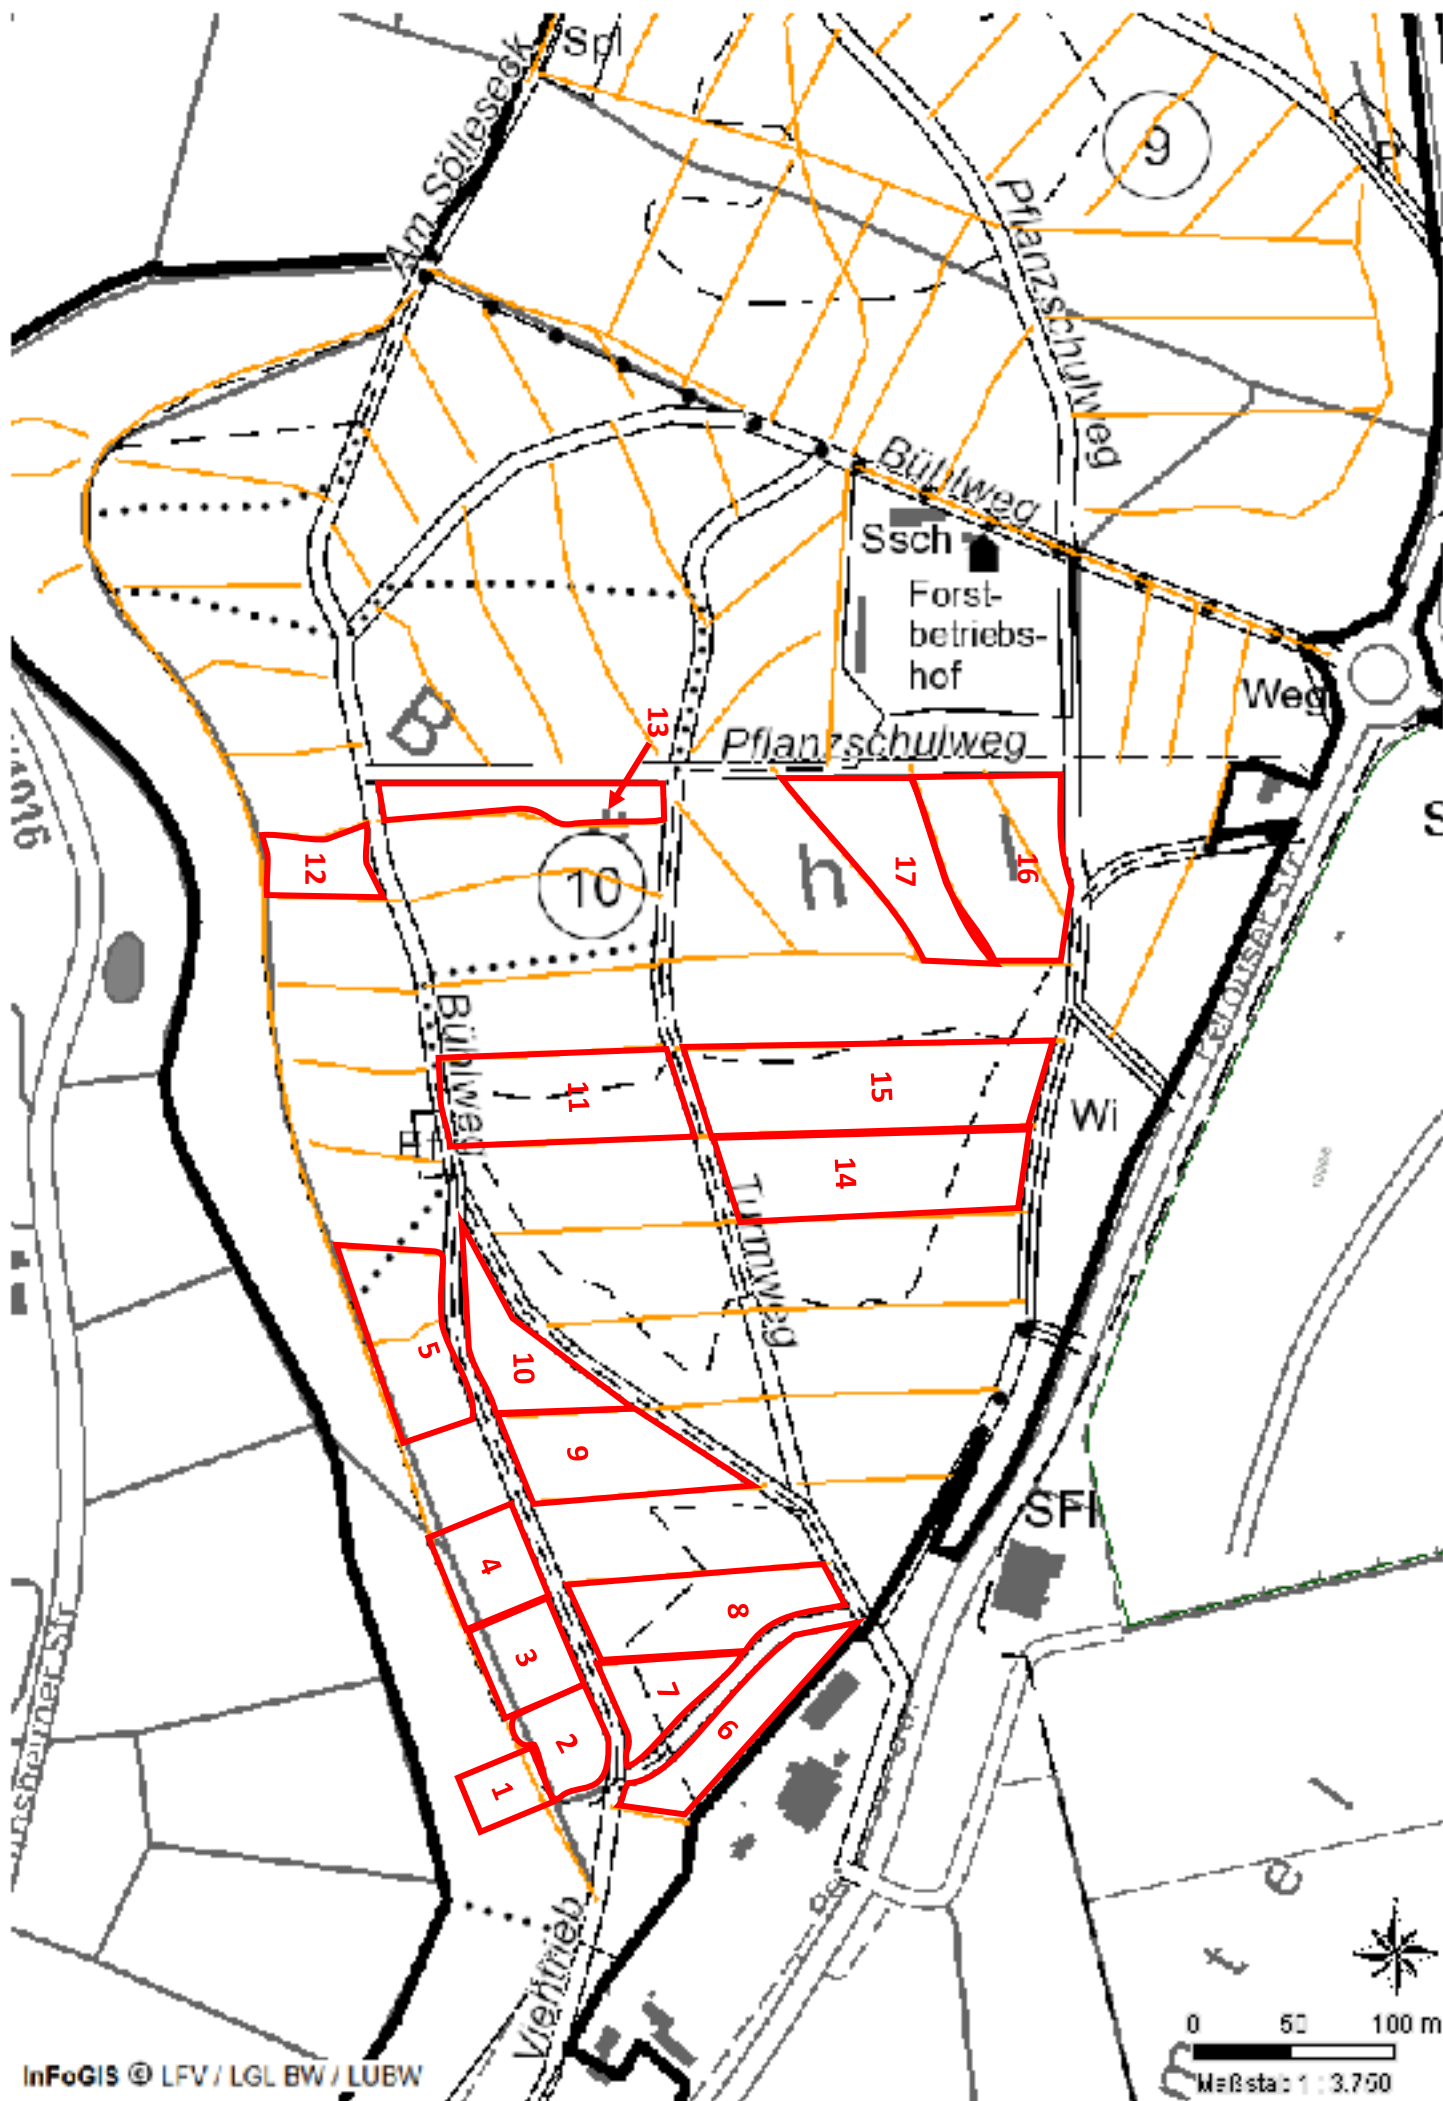 Spl
Am Sölleseck
9
P
Pflanzschulweg
Bühlweg
Ssch
Forst-
betriebs-
hof
Weg
B
13
Pflanzschulweg
S
12
10
h
17
16
Bühlweg
11
15
Wi
14
Turmweg
5
10
9
SFl
4
8
3
7
6
2
1
Viehtrieb
e
t
0 50 100 m
Maßstab 1 : 3.750
InFoGIS © LFV / LGL BW / LUBW